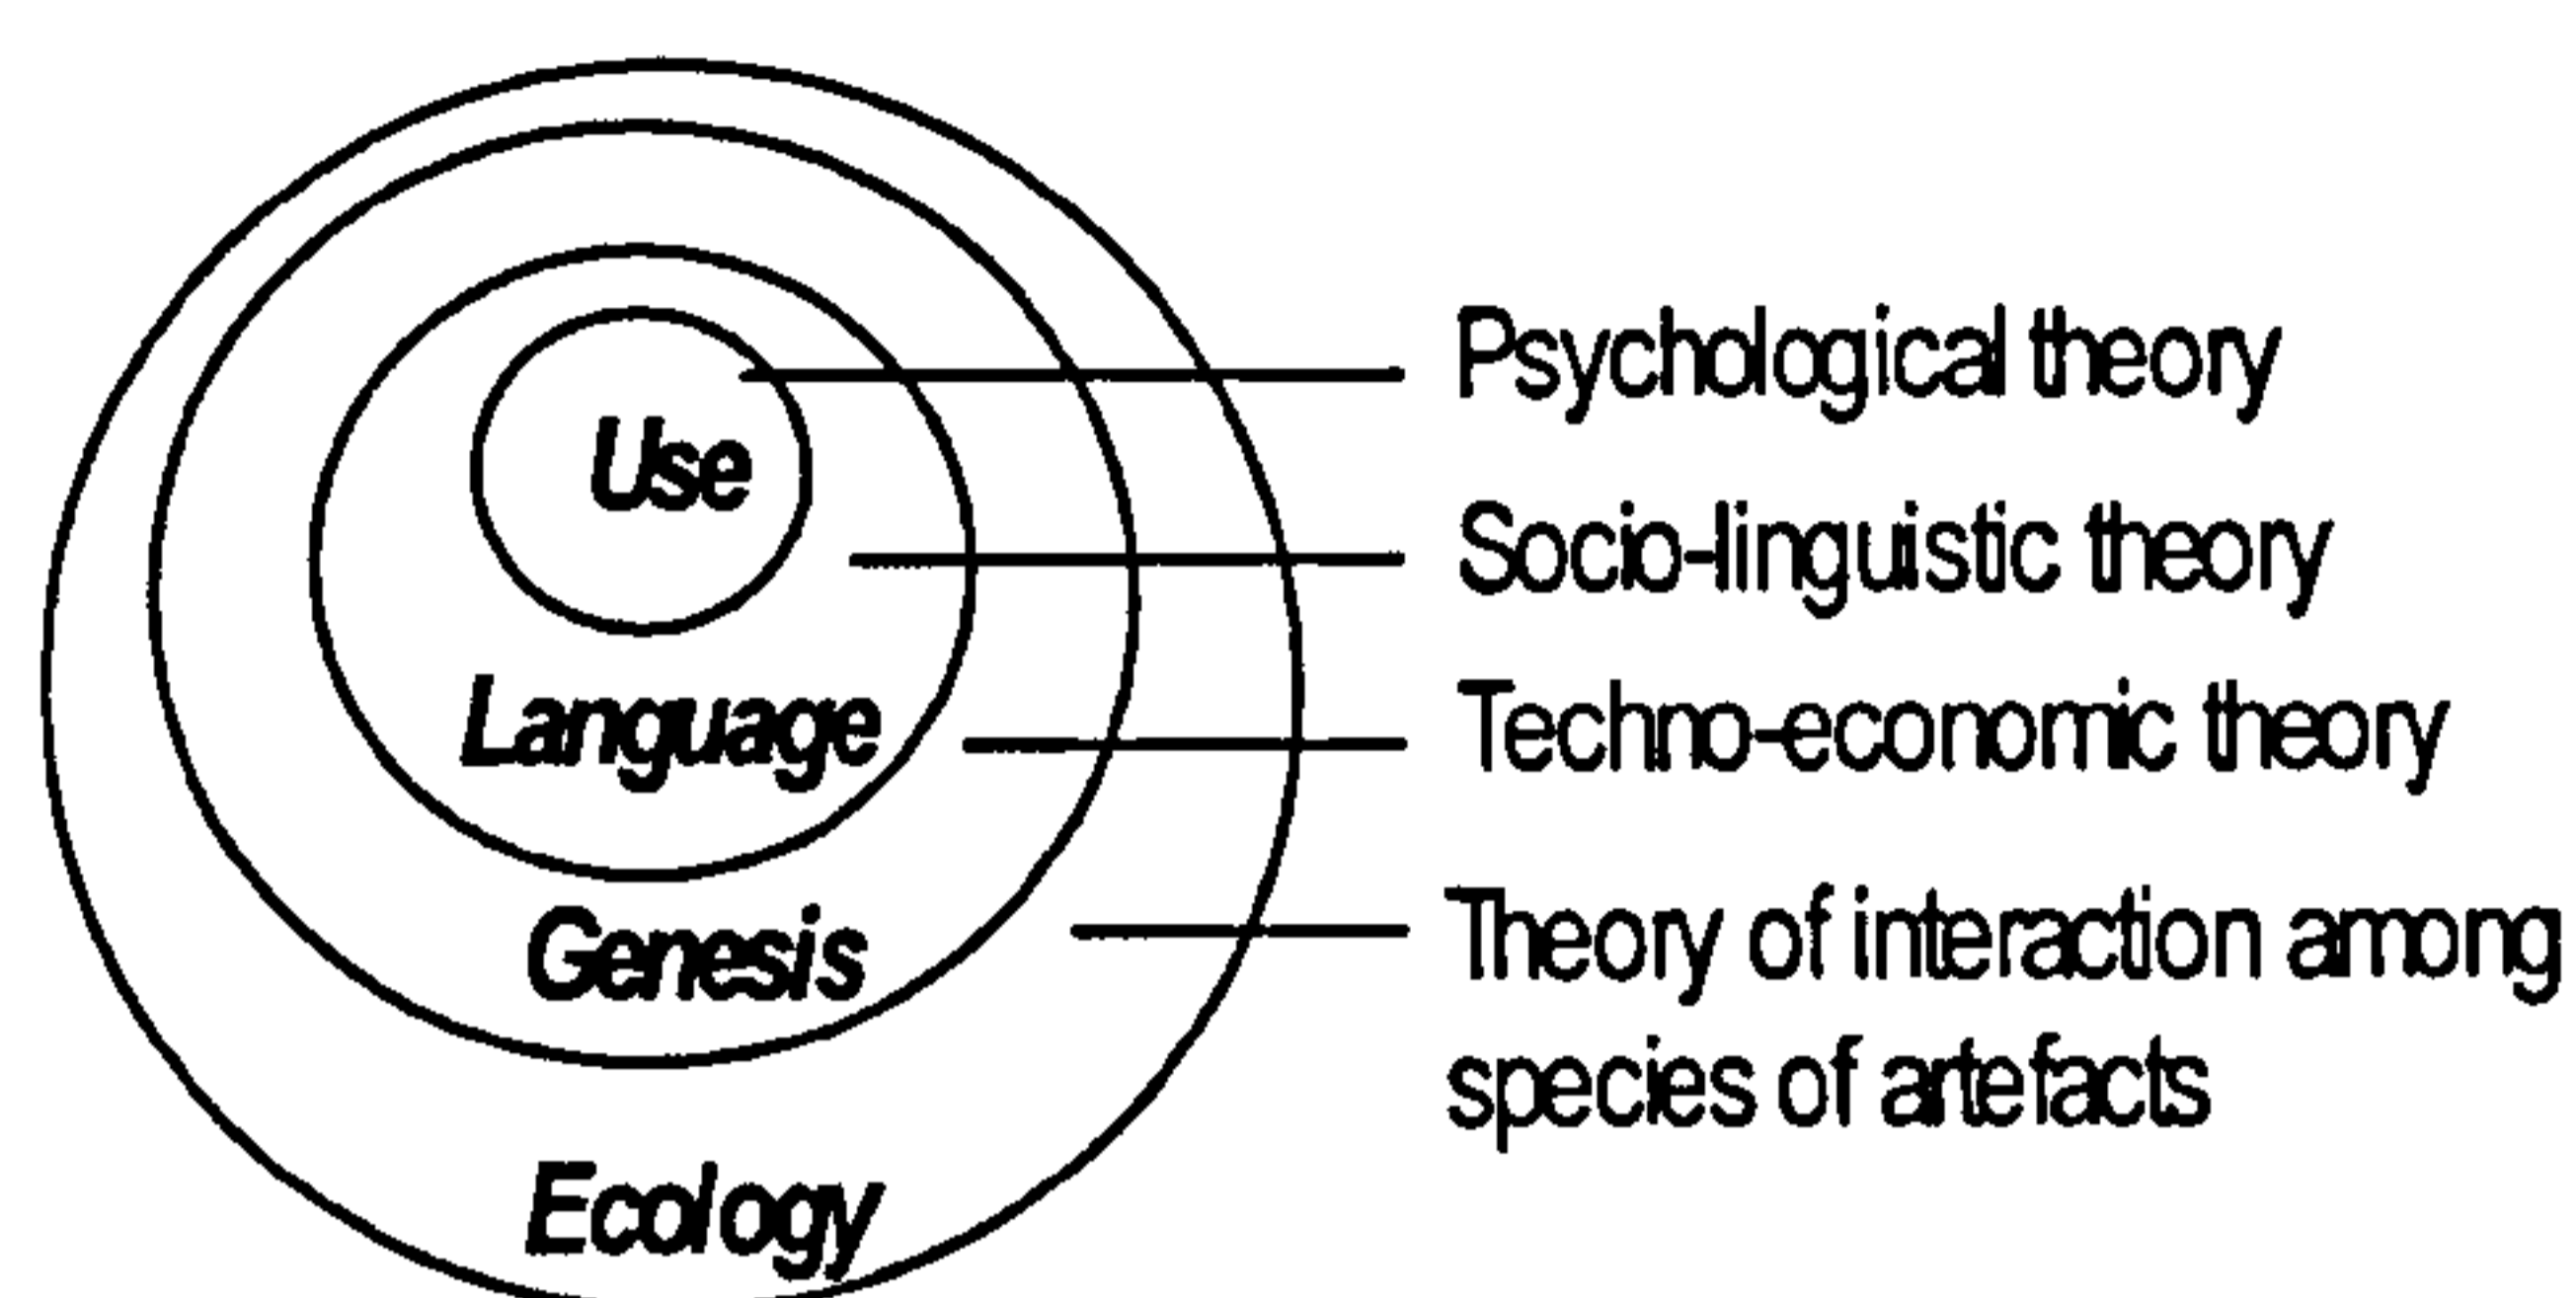 Use
Language
Genesis
Ecology
Psychological theory
Socio-linguistic theory
Techno-economic theory
Theory of interaction among
species of artefacts